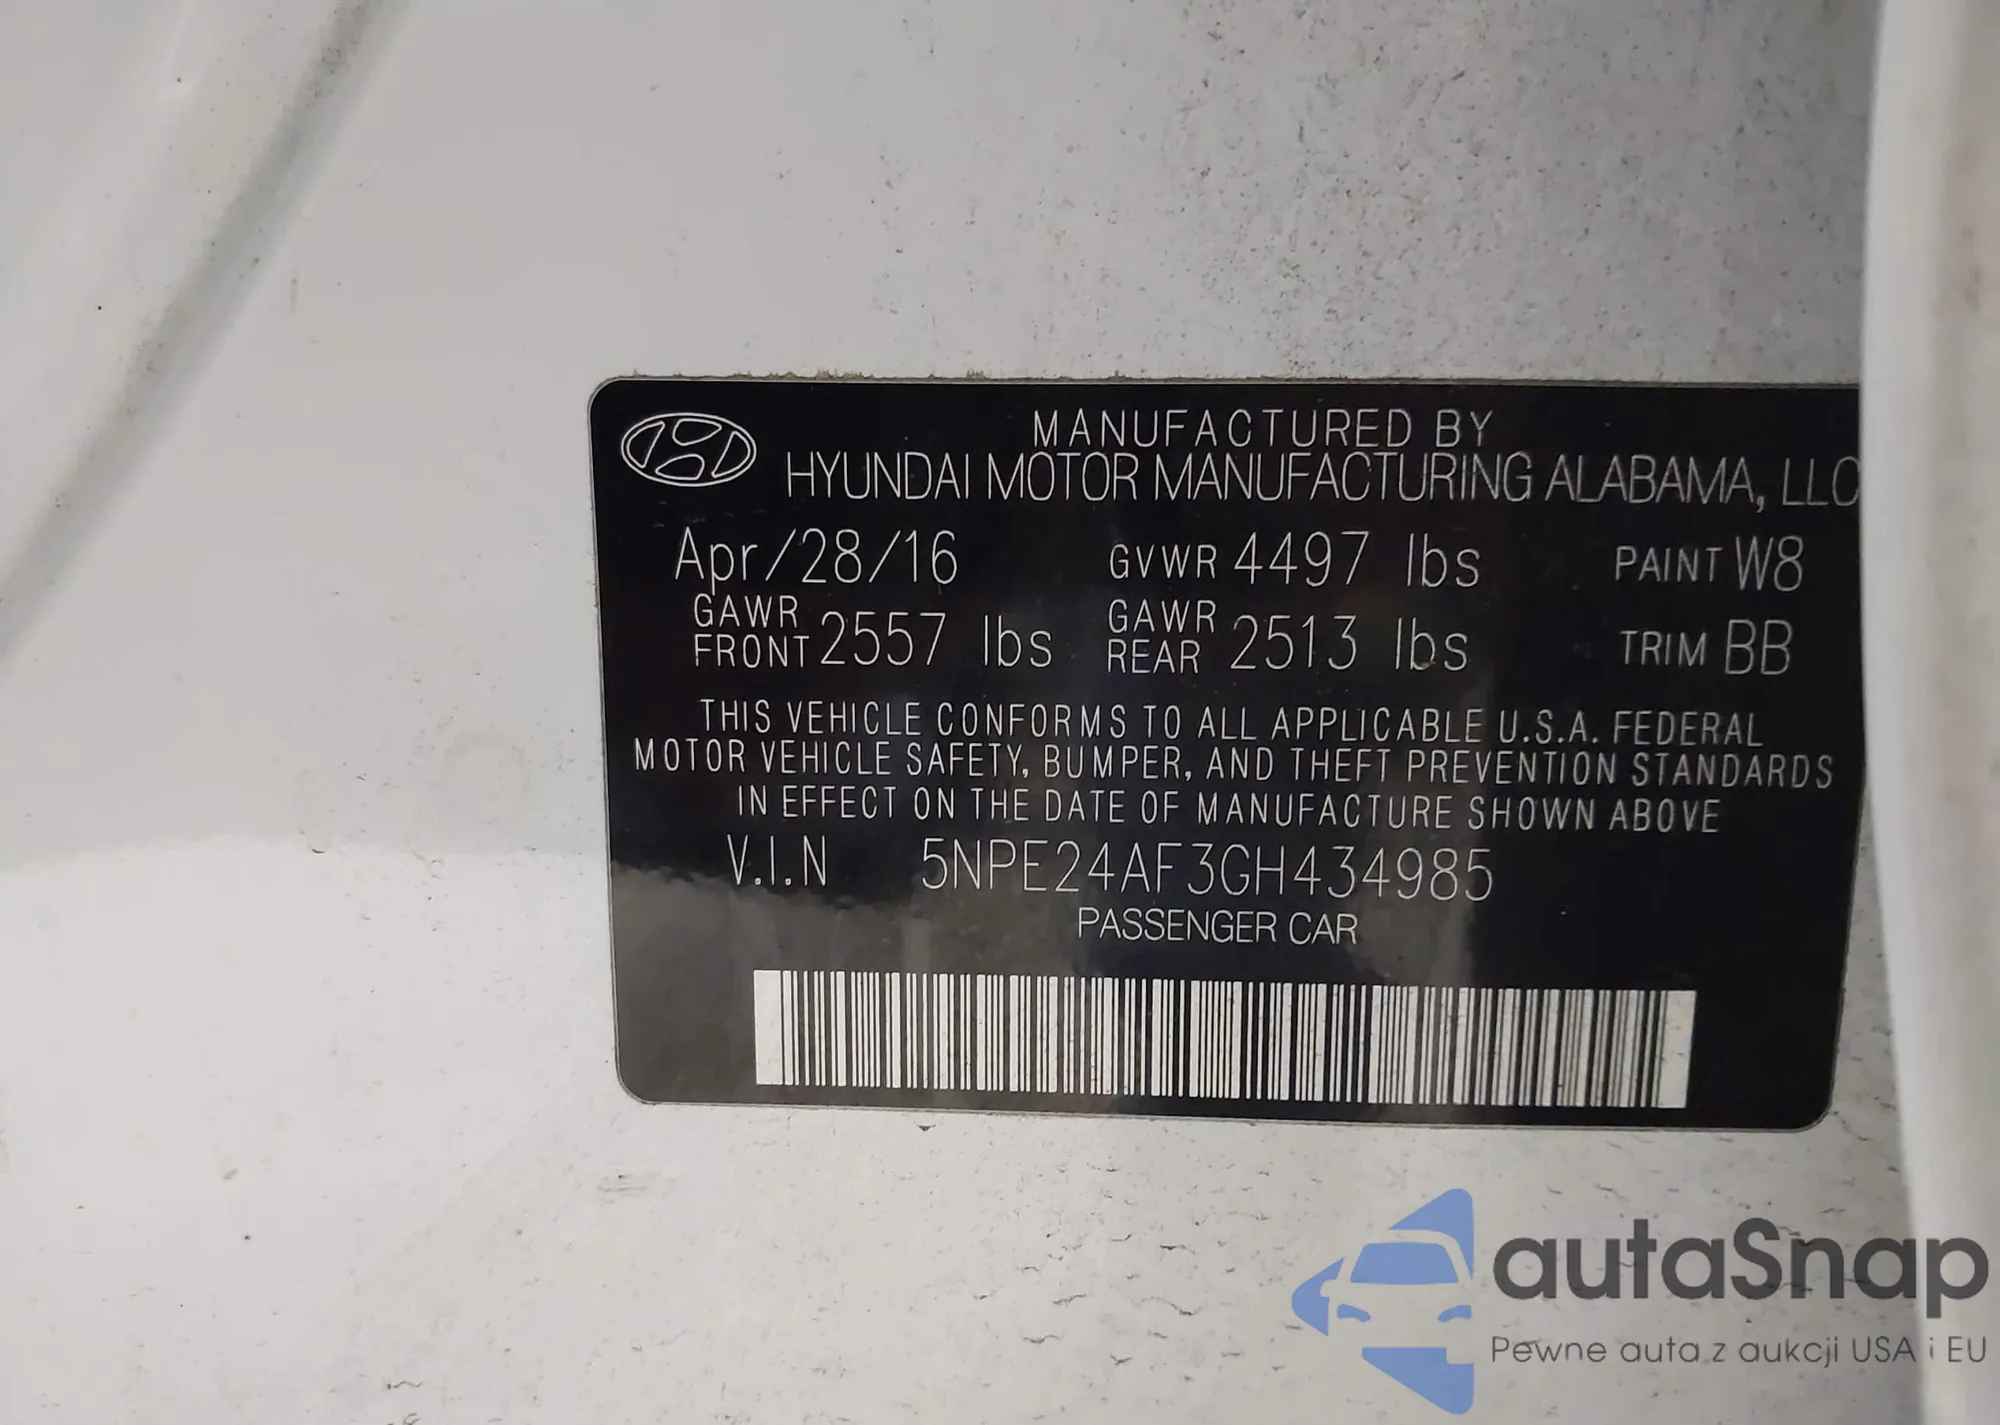 MANUFACTURED BY
HYUNDAI MOTOR MANUFACTURING ALABAMA, LLC
Apr/28/16 GVWR 4497 lbs PAINT W8
GAWR FRONT 2557 lbs GAWR REAR 2513 lbs TRIM BB
THIS VEHICLE CONFORMS TO ALL APPLICABLE U.S.A. FEDERAL
MOTOR VEHICLE SAFETY, BUMPER, AND THEFT PREVENTION STANDARDS
IN EFFECT ON THE DATE OF MANUFACTURE SHOWN ABOVE
V.I.N 5NPE24AF3GH434985
PASSENGER CAR
autaSnap
Pewne auta z aukcji USA i EU